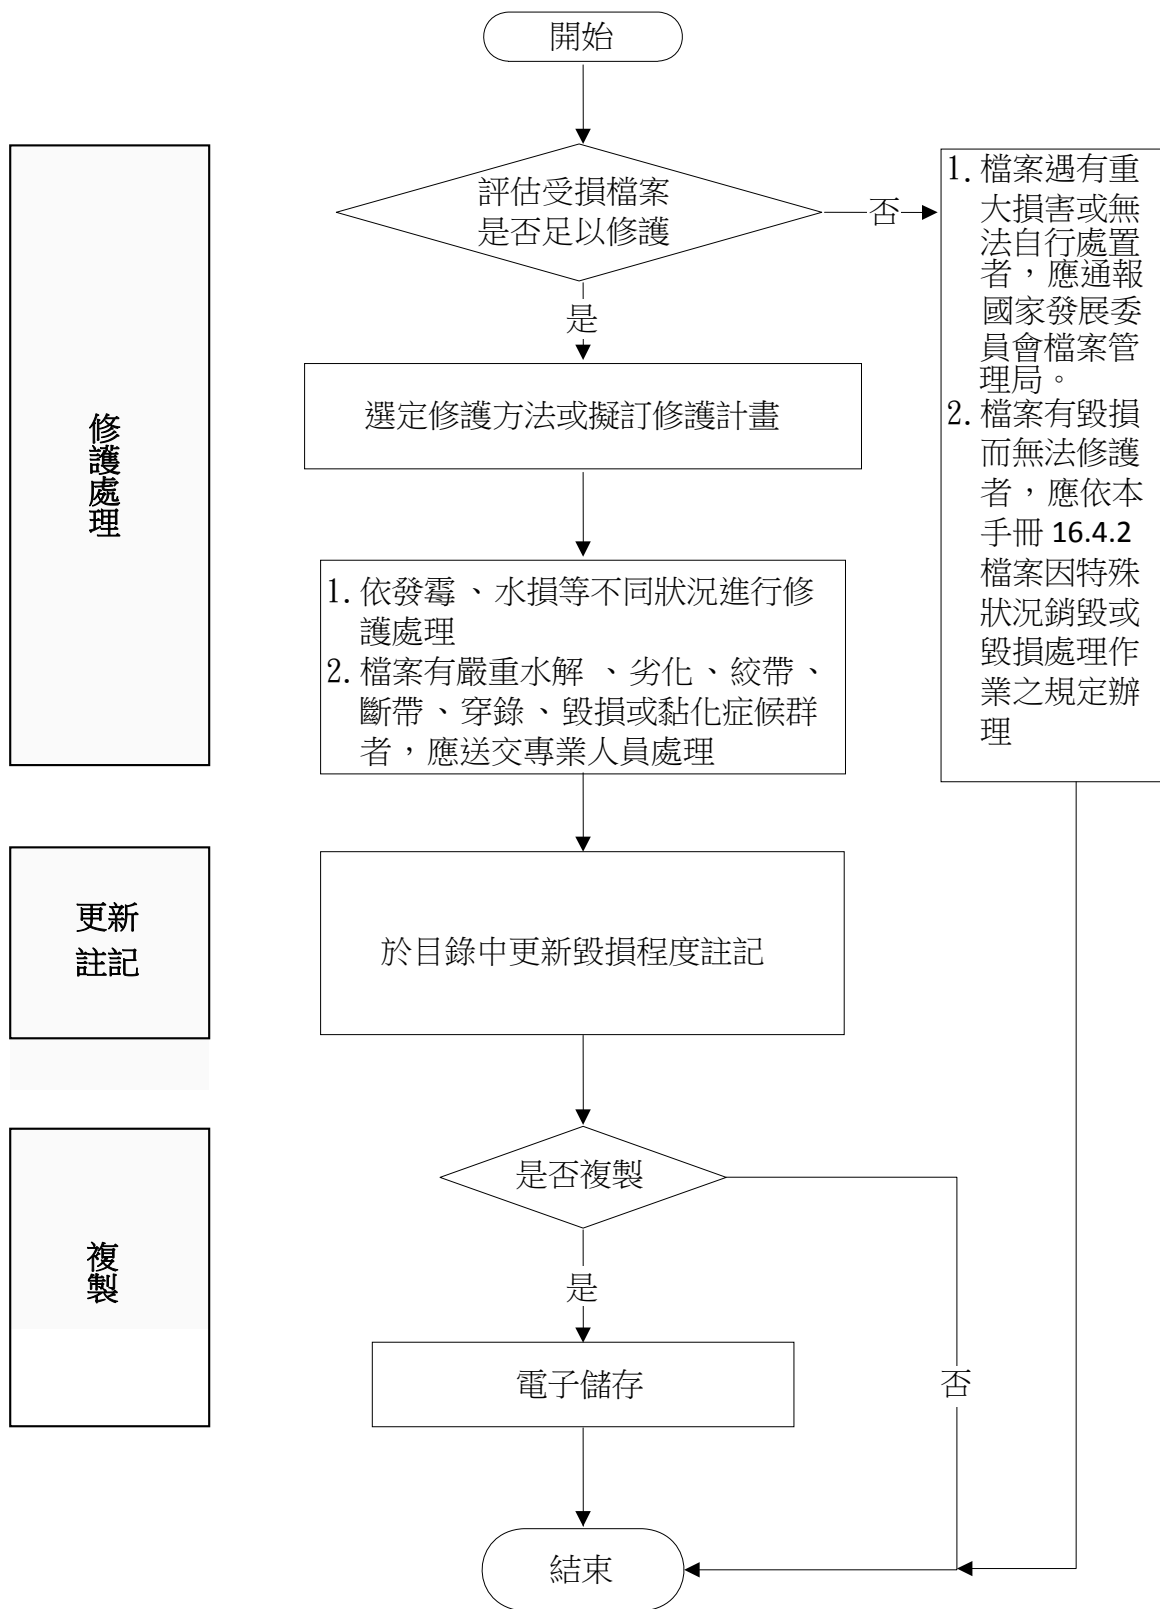 開始
修護處理
評估受損檔案
是否足以修護
否
1. 檔案遇有重
大損害或無
法自行處置
者，應通報
國家發展委
員會檔案管
理局。
2. 檔案有毀損
而無法修護
者，應依本
手冊 16.4.2
檔案因特殊
狀況銷毀或
毀損處理作
業之規定辦
理
是
選定修護方法或擬訂修護計畫
1. 依發霉、水損等不同狀況進行修
護處理
2. 檔案有嚴重水解、劣化、絞帶、
斷帶、穿錄、毀損或黏化症候群
者，應送交專業人員處理
更新
註記
於目錄中更新毀損程度註記
複製
是否複製
是
否
電子儲存
結束